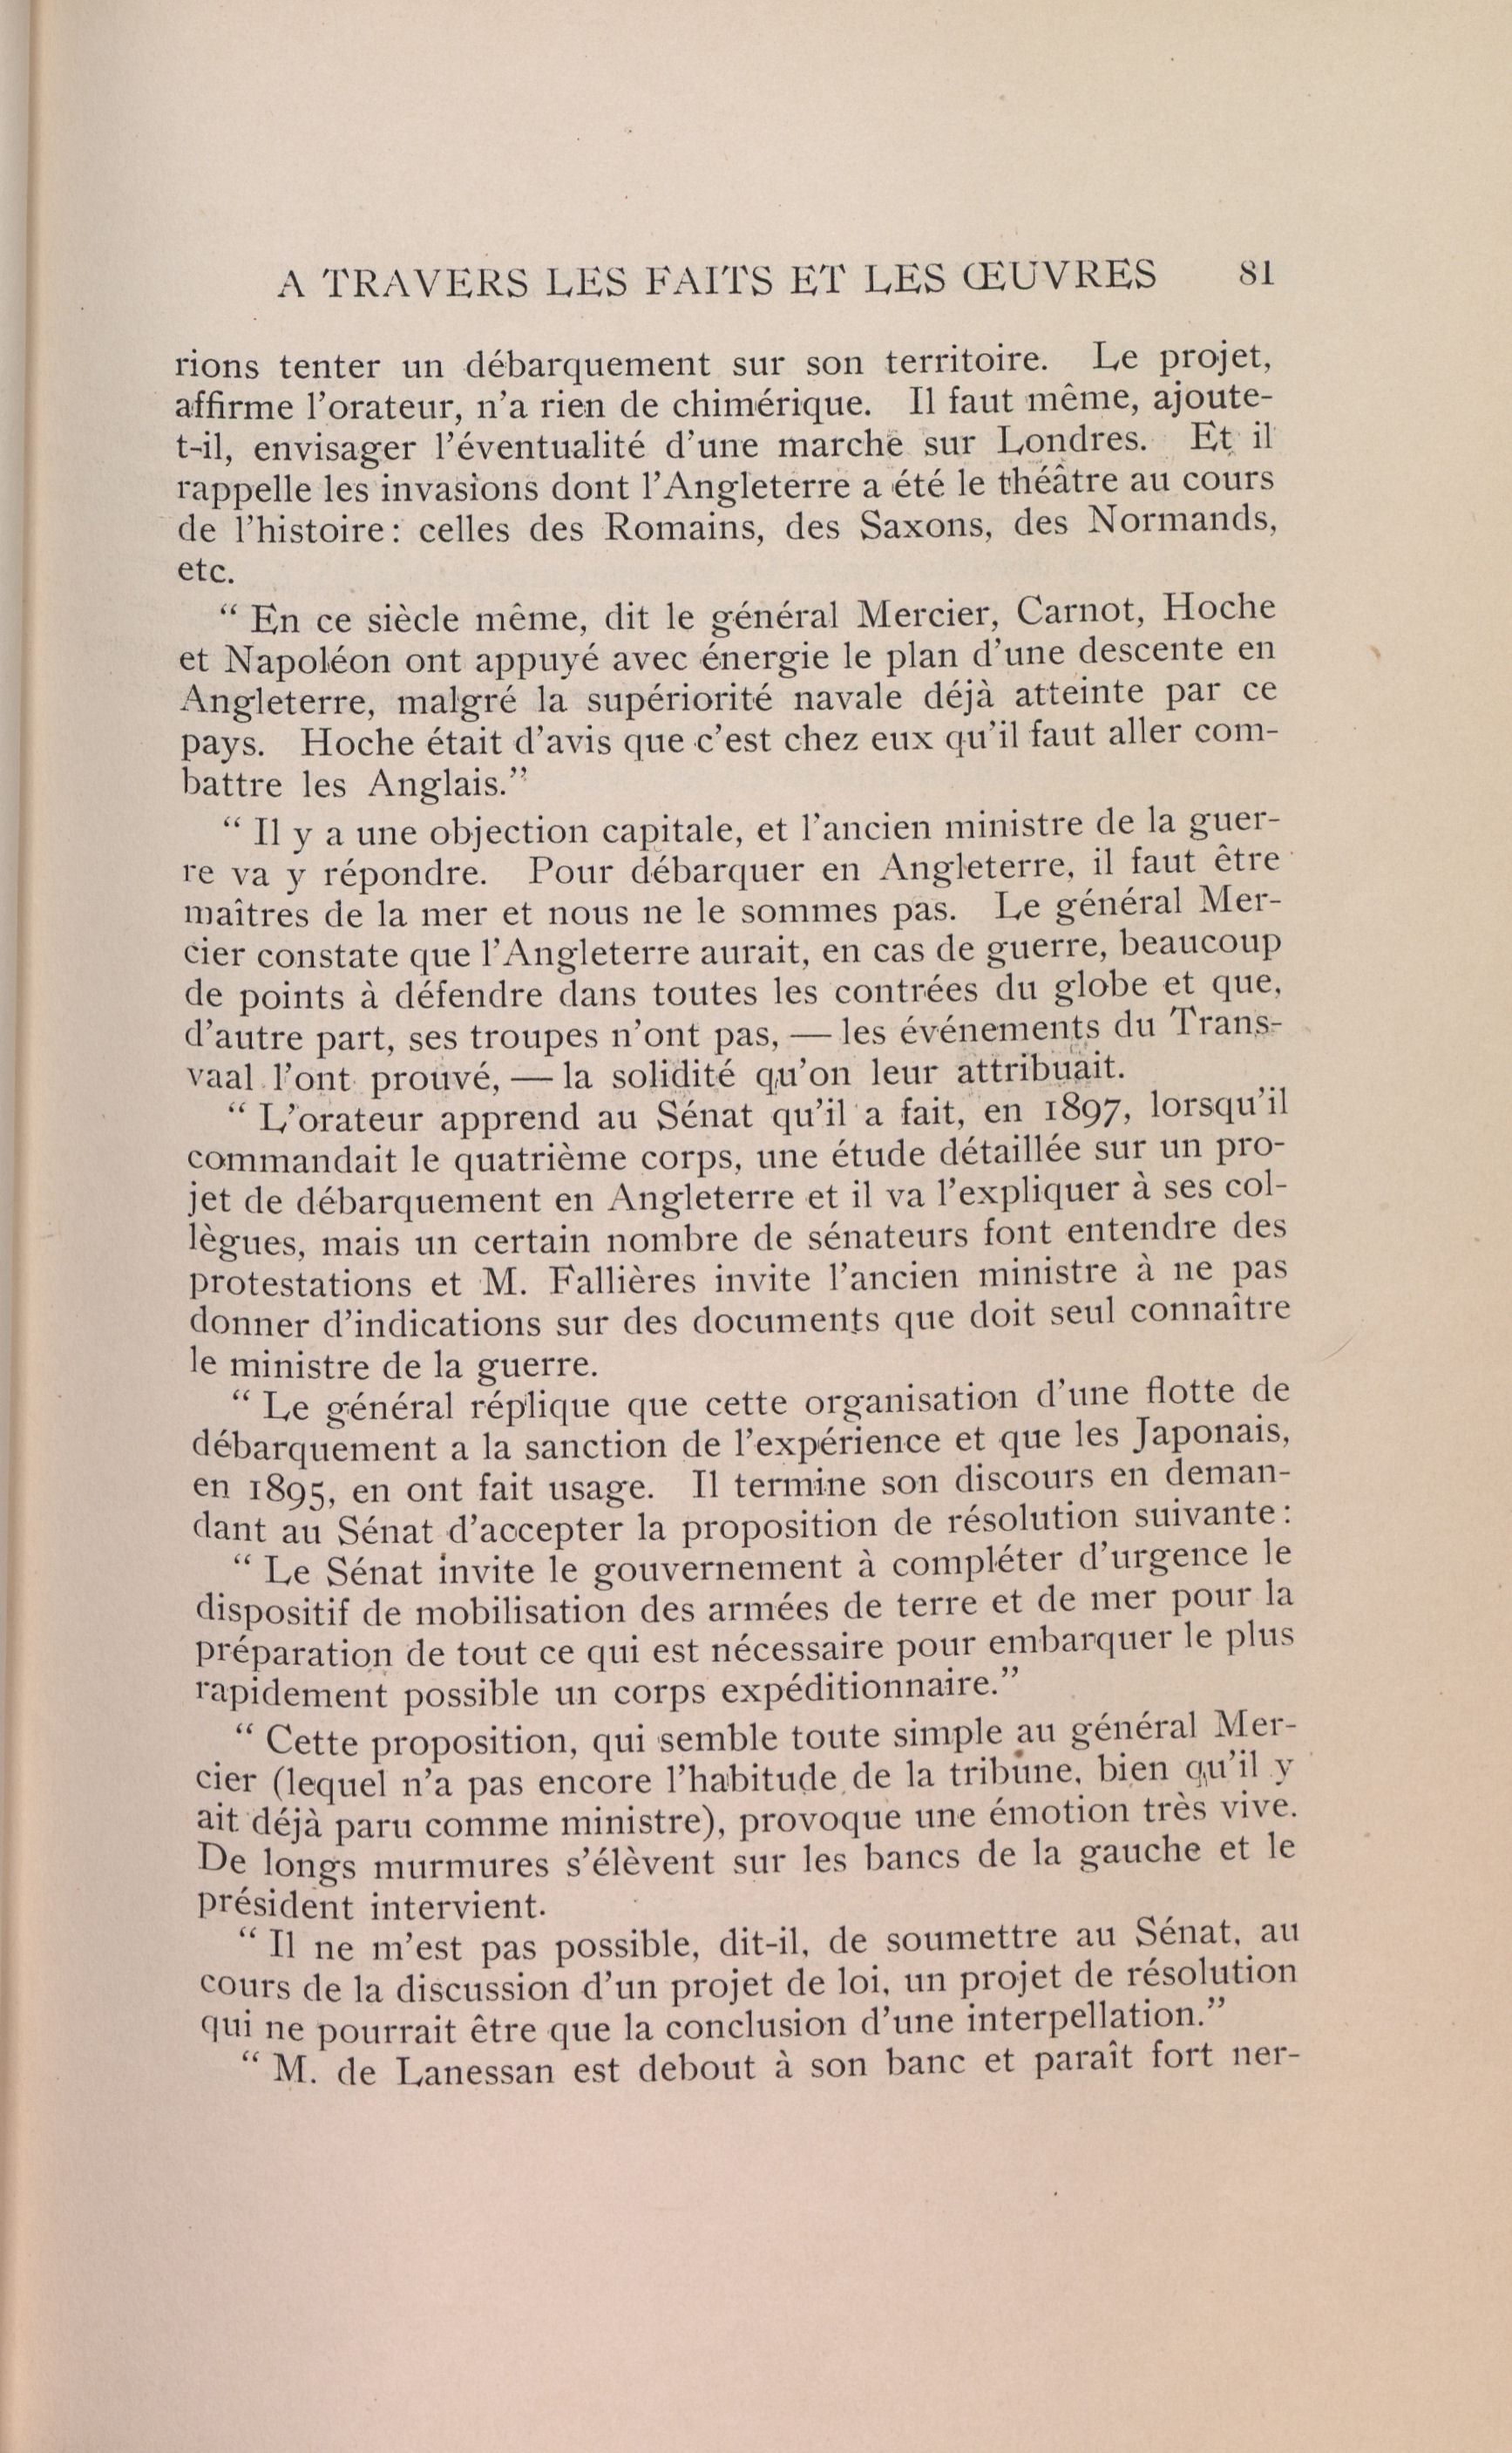 A TRAVERS LES FAITS ET LES ŒUVRES 81
rions tenter un débarquement sur son territoire. Le projet,
affirme l'orateur, n'a rien de chimérique. Il faut même, ajoute-
t-il, envisager l'éventualité d'une marche sur Londres. Et il
rappelle les invasions dont l'Angleterre a été le théâtre au cours
de l'histoire: celles des Romains, des Saxons, des Normands,
etc.
“ En ce siècle même, dit le général Mercier, Carnot, Hoche
et Napoléon ont appuyé avec énergie le plan d'une descente en
Angleterre, malgré la supériorité navale déjà atteinte par ce
pays. Hoche était d'avis que c'est chez eux qu'il faut aller com-
battre les Anglais.”
“ Il y a une objection capitale, et l'ancien ministre de la guer-
re va y répondre. Pour débarquer en Angleterre, il faut être
maîtres de la mer et nous ne le sommes pas. Le général Mer-
cier constate que l'Angleterre aurait, en cas de guerre, beaucoup
de points à défendre dans toutes les contrées du globe et que,
d'autre part, ses troupes n'ont pas, — les événements du Trans-
vaal l'ont prouvé, — la solidité qu'on leur attribuait.
“ L'orateur apprend au Sénat qu'il a fait, en 1897, lorsqu'il
commandait le quatrième corps, une étude détaillée sur un pro-
jet de débarquement en Angleterre et il va l'expliquer à ses col-
lègues, mais un certain nombre de sénateurs font entendre des
protestations et M. Fallières invite l'ancien ministre à ne pas
donner d'indications sur des documents que doit seul connaître
le ministre de la guerre.
“ Le général réplique que cette organisation d'une flotte de
débarquement a la sanction de l'expérience et que les Japonais,
en 1895, en ont fait usage. Il termine son discours en deman-
dant au Sénat d'accepter la proposition de résolution suivante:
“ Le Sénat invite le gouvernement à compléter d'urgence le
dispositif de mobilisation des armées de terre et de mer pour la
préparation de tout ce qui est nécessaire pour embarquer le plus
rapidement possible un corps expéditionnaire.”
“ Cette proposition, qui semble toute simple au général Mer-
cier (lequel n'a pas encore l'habitude de la tribune, bien qu'il y
ait déjà paru comme ministre), provoque une émotion très vive.
De longs murmures s'élèvent sur les bancs de la gauche et le
président intervient.
“ Il ne m'est pas possible, dit-il, de soumettre au Sénat, au
cours de la discussion d'un projet de loi, un projet de résolution
qui ne pourrait être que la conclusion d'une interpellation.”
“ M. de Lanessan est debout à son banc et paraît fort ner-